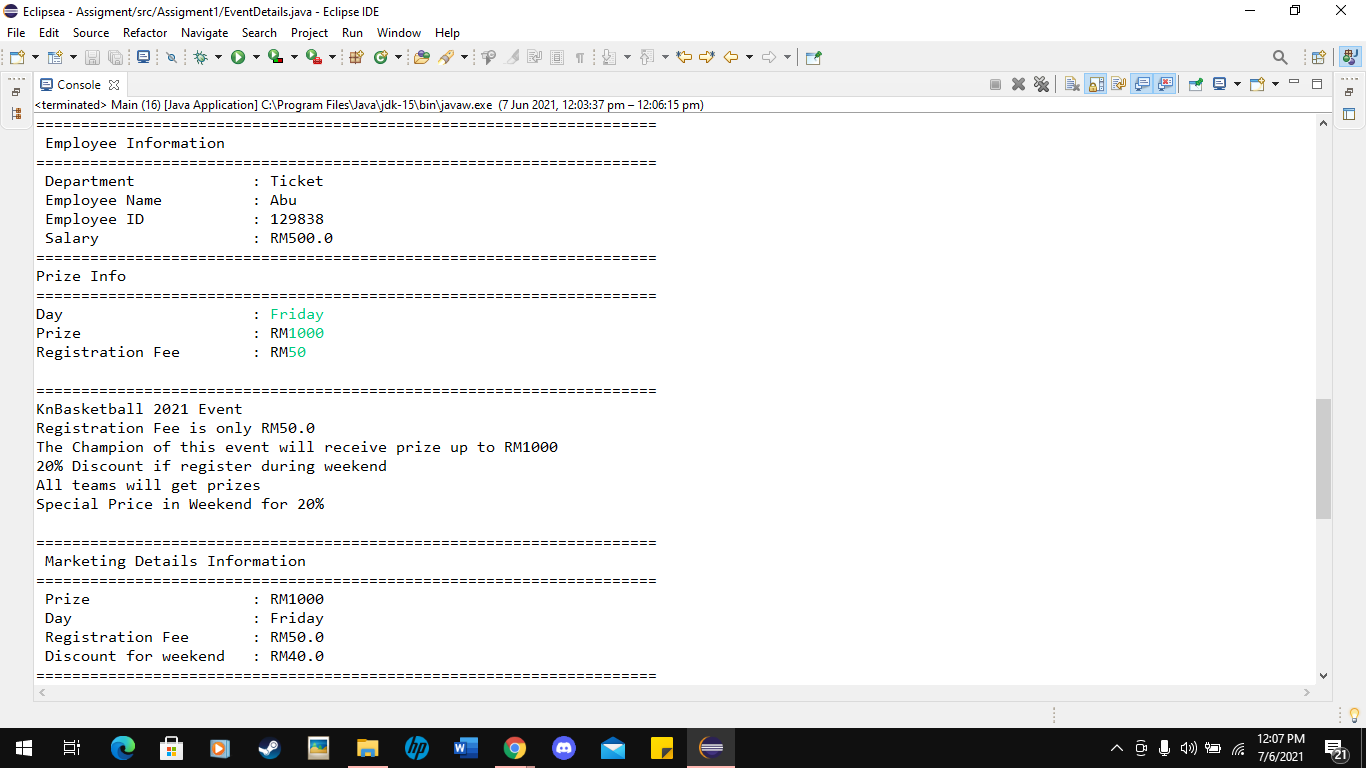 Eclipsea - Assigment/src/Assigment1/EventDetails.java - Eclipse IDE
File Edit Source Refactor Navigate Search Project Run Window Help
Console
<terminated> Main (16) [Java Application] C:\Program Files\Java\jdk-15\bin\javaw.exe (7 Jun 2021, 12:03:37 pm – 12:06:15 pm)
=====================================================================
Employee Information
=====================================================================
Department : Ticket
Employee Name : Abu
Employee ID : 129838
Salary : RM500.0
=====================================================================
Prize Info
=====================================================================
Day : Friday
Prize : RM1000
Registration Fee : RM50
=====================================================================
KnBasketball 2021 Event
Registration Fee is only RM50.0
The Champion of this event will receive prize up to RM1000
20% Discount if register during weekend
All teams will get prizes
Special Price in Weekend for 20%
=====================================================================
Marketing Details Information
=====================================================================
Prize : RM1000
Day : Friday
Registration Fee : RM50.0
Discount for weekend : RM40.0
=====================================================================
12:07 PM
7/6/2021
21